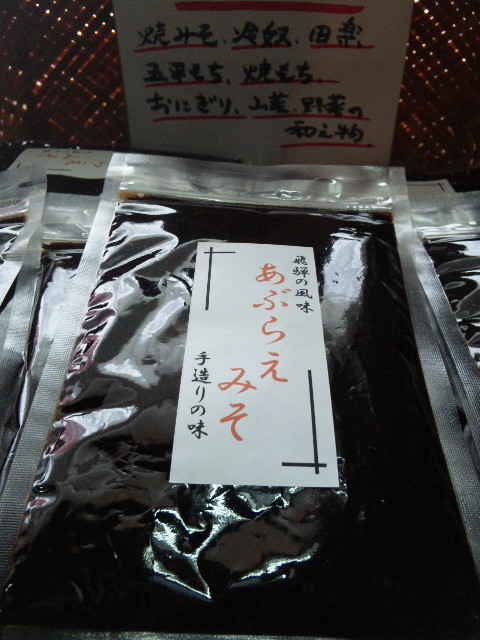 焼みそ、冷奴、田楽
五平もち、焼もち、
おにぎり、山菜、野菜の
和え物
飛騨の風味
あぶらえ
みそ
手造りの味